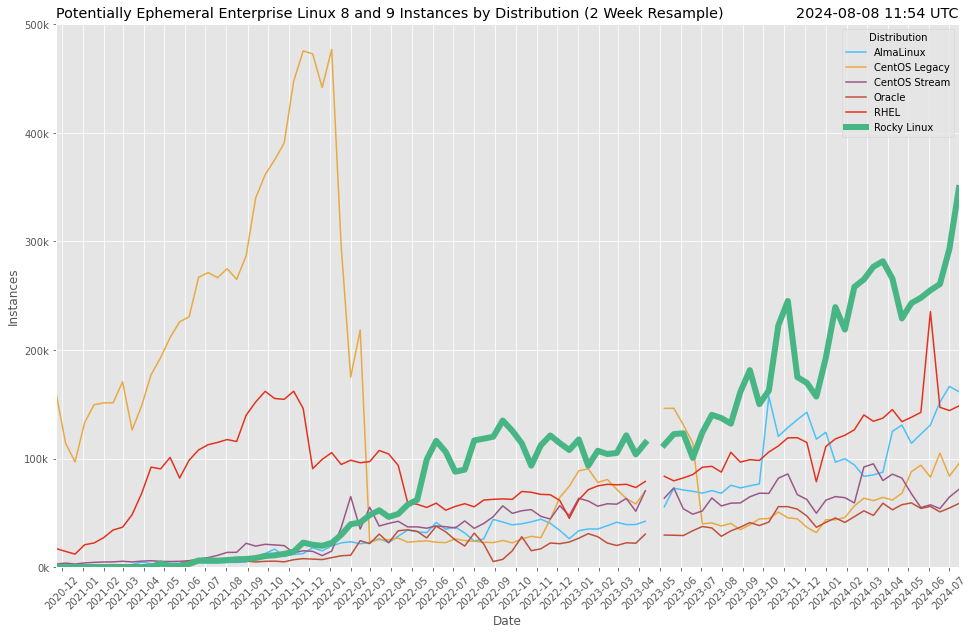 Potentially Ephemeral Enterprise Linux 8 and 9 Instances by Distribution (2 Week Resample) 2024-08-08 11:54 UTC
Distribution
AlmaLinux
CentOS Legacy
CentOS Stream
Oracle
RHEL
Rocky Linux
500k
400k
300k
200k
100k
0k
Instances
2020-12
2021-01
2021-02
2021-03
2021-04
2021-05
2021-06
2021-07
2021-08
2021-09
2021-10
2021-11
2021-12
2022-01
2022-02
2022-03
2022-04
2022-05
2022-06
2022-07
2022-08
2022-09
2022-10
2022-11
2022-12
2023-01
2023-02
2023-03
2023-04
2023-05
2023-06
2023-07
2023-08
2023-09
2023-10
2023-11
2023-12
2024-01
2024-02
2024-03
2024-04
2024-05
2024-06
2024-07
Date